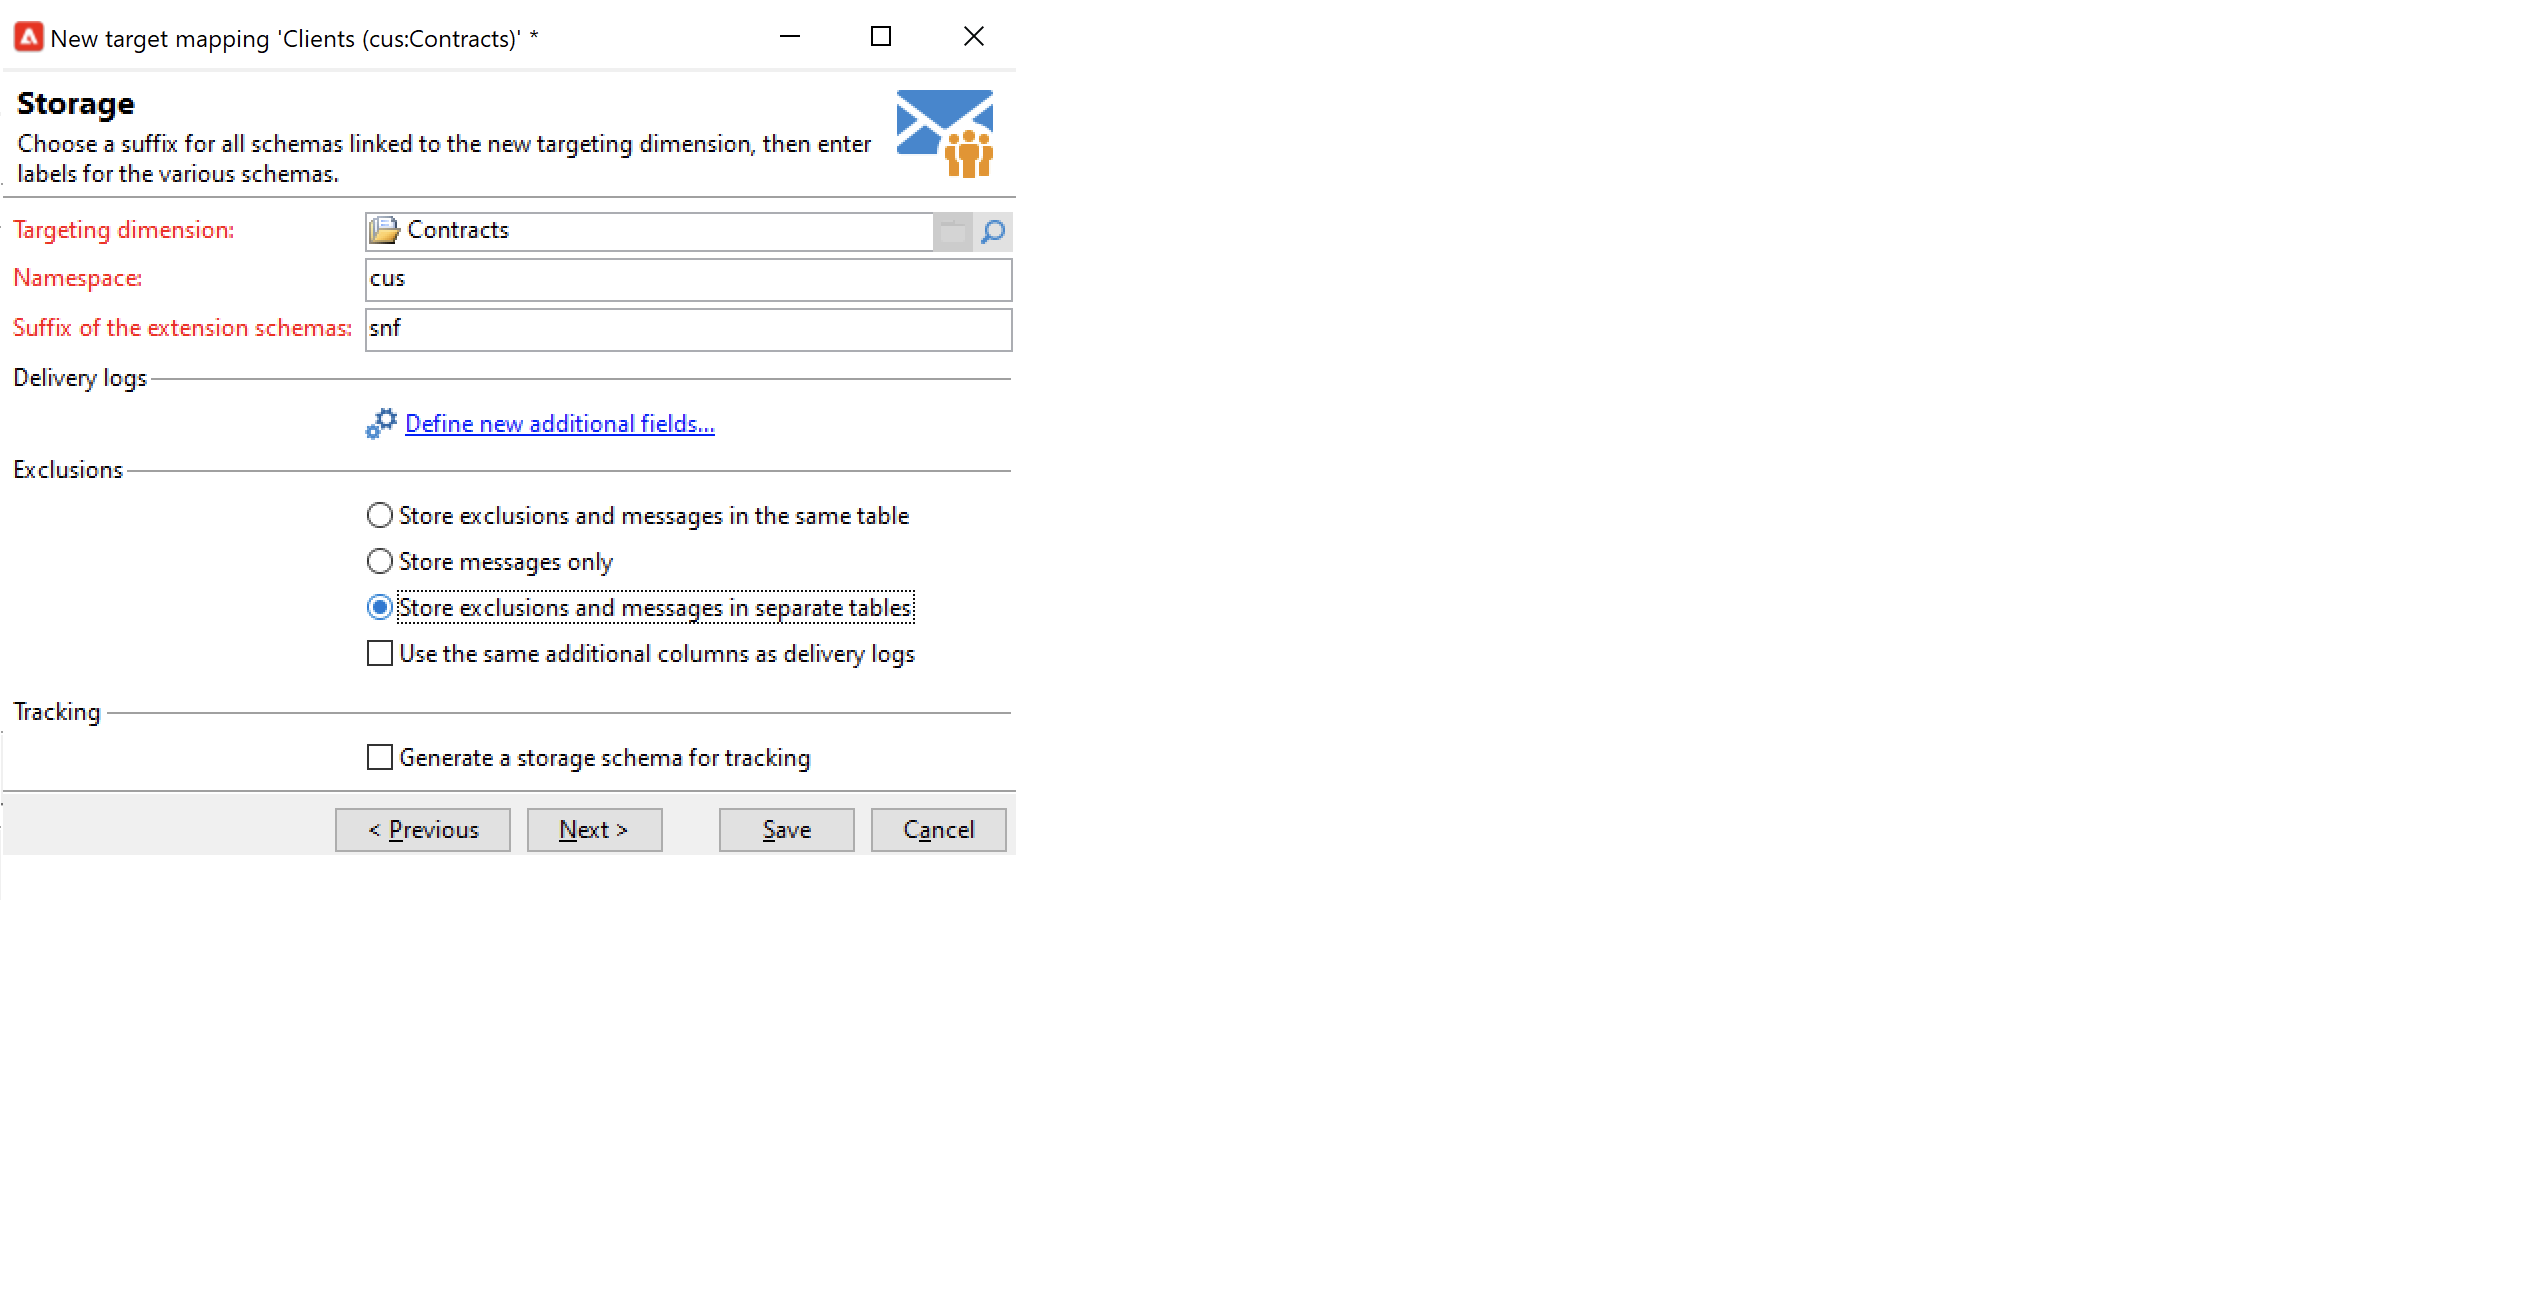 New target mapping 'Clients (cus:Contracts)' *
Storage
Choose a suffix for all schemas linked to the new targeting dimension, then enter
labels for the various schemas.
Targeting dimension: Contracts
Namespace: cus
Suffix of the extension schemas: snf
Delivery logs
Define new additional fields...
Exclusions
Store exclusions and messages in the same table
Store messages only
Store exclusions and messages in separate tables
Use the same additional columns as delivery logs
Tracking
Generate a storage schema for tracking
< Previous Next > Save Cancel